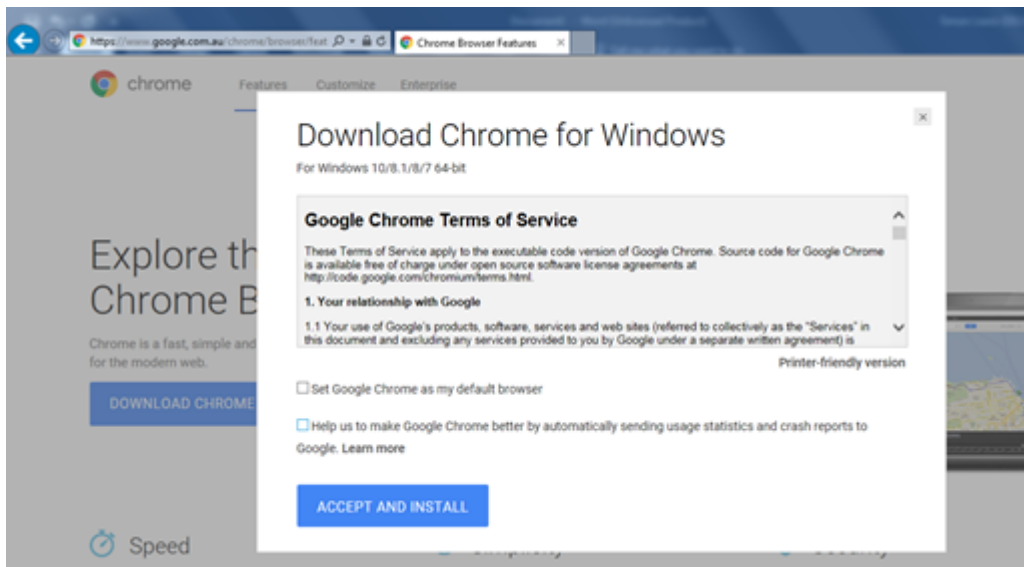 https://www.google.com.au/chrome/browser/feat
Chrome Browser Features
chrome Features Customize Enterprise
Download Chrome for Windows
For Windows 10/8.1/8/7 64-bit
Google Chrome Terms of Service
These Terms of Service apply to the executable code version of Google Chrome. Source code for Google Chrome
is available free of charge under open source software license agreements at
http://code.google.com/chromium/terms.html.
1. Your relationship with Google
1.1 Your use of Google's products, software, services and web sites (referred to collectively as the "Services" in
this document and excluding any services provided to you by Google under a separate written agreement) is
Printer-friendly version
Set Google Chrome as my default browser
Help us to make Google Chrome better by automatically sending usage statistics and crash reports to
Google. Learn more
ACCEPT AND INSTALL
Explore th
Chrome B
Chrome is a fast, simple and
for the modern web.
DOWNLOAD CHROME
Speed